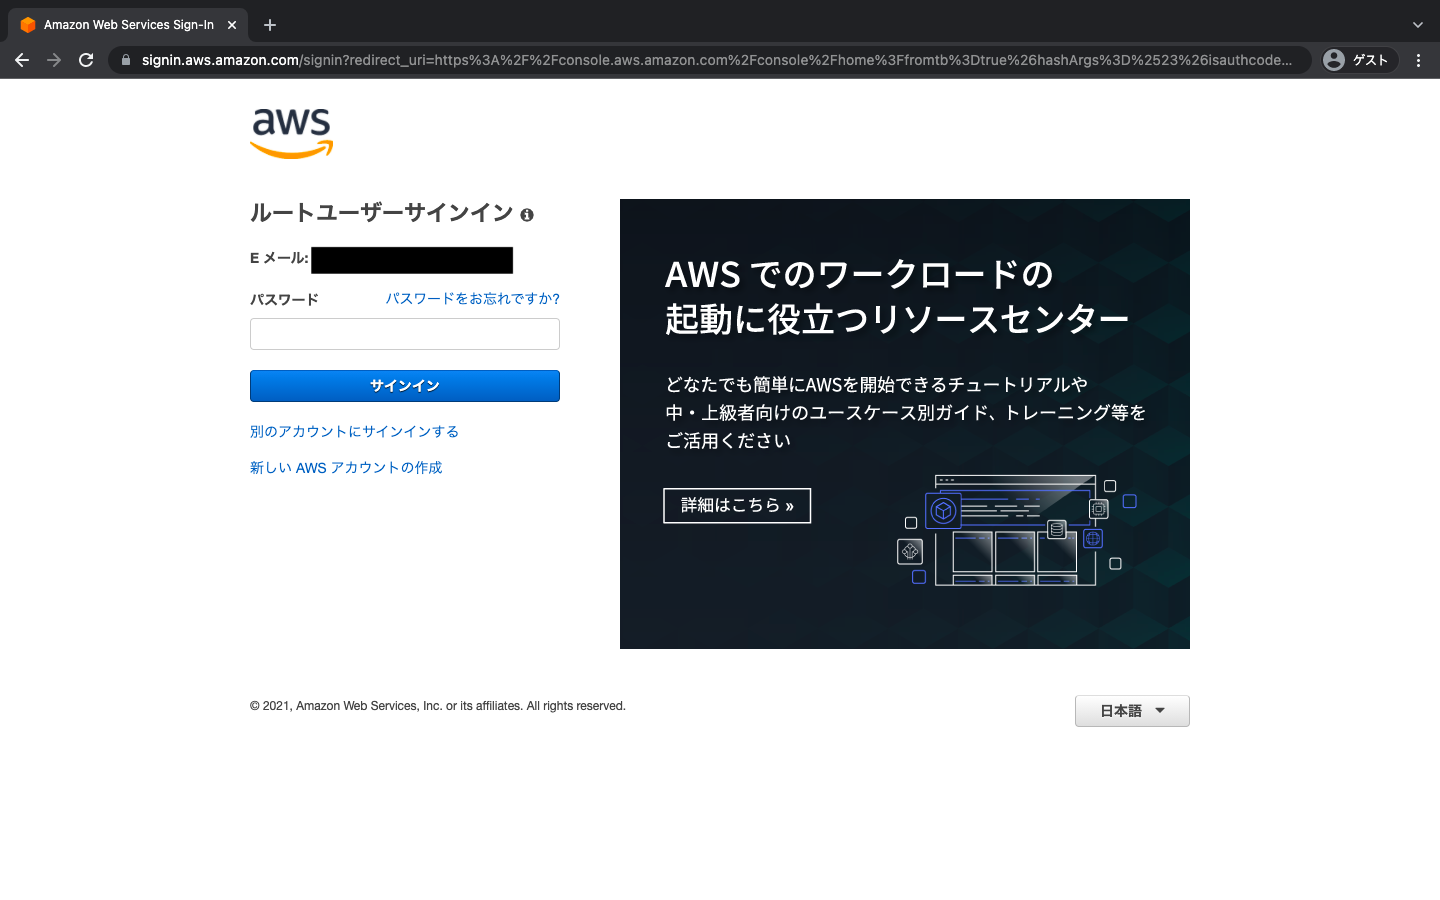 Amazon Web Services Sign-In
signin.aws.amazon.com/signin?redirect_uri=https%3A%2F%2Fconsole.aws.amazon.com%2Fconsole%2Fhome%3Ffromtb%3Dtrue%26hashArgs%3D%2523%26isauthcode...
ゲスト
aws
ルートユーザーサインイン
E メール:
パスワード
パスワードをお忘れですか?
サインイン
別のアカウントにサインインする
新しい AWS アカウントの作成
AWS でのワークロードの
起動に役立つリソースセンター
どなたでも簡単にAWSを開始できるチュートリアルや
中・上級者向けのユースケース別ガイド、トレーニング等を
ご活用ください
詳細はこちら »
© 2021, Amazon Web Services, Inc. or its affiliates. All rights reserved.
日本語